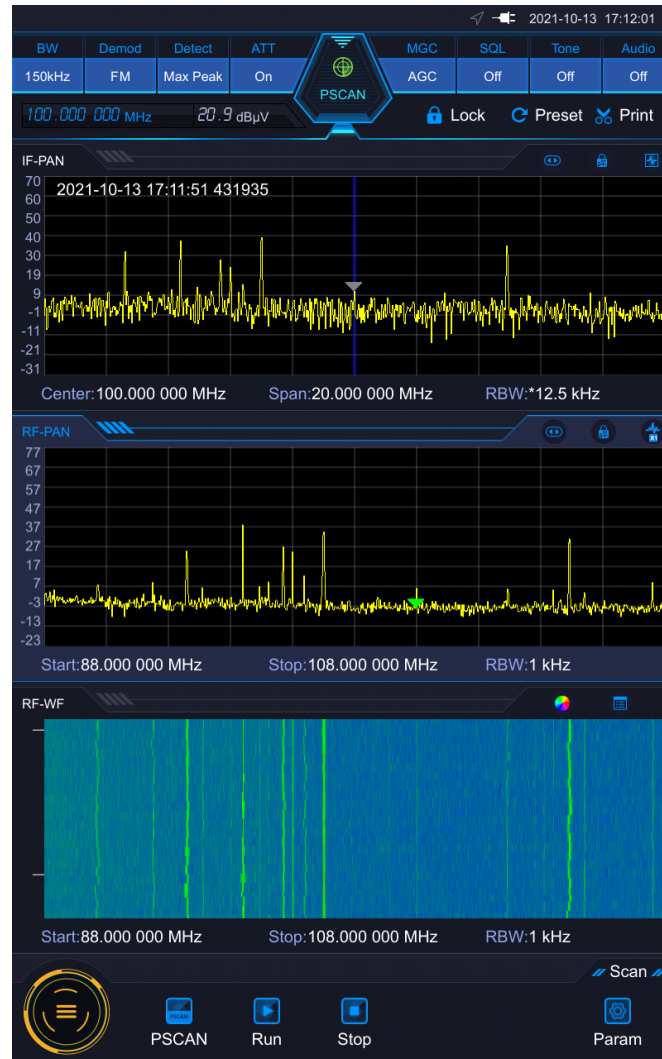 2021-10-13 17:12:01
BW Demod Detect ATT MGC SQL Tone Audio
150kHz FM Max Peak On PSCAN AGC Off Off Off
100.000 000 MHz 20.9 dBµV Lock Preset Print
IF-PAN
70
2021-10-13 17:11:51 431935
60
50
40
30
19
9
-1
-11
-21
-31
Center:100.000 000 MHz Span:20.000 000 MHz RBW:*12.5 kHz
RF-PAN
X1
77
67
57
47
37
27
17
7
-3
-13
-23
Start:88.000 000 MHz Stop:108.000 000 MHz RBW:1 kHz
RF-WF
Start:88.000 000 MHz Stop:108.000 000 MHz RBW:1 kHz
Scan
PSCAN
PSCAN Run Stop Param